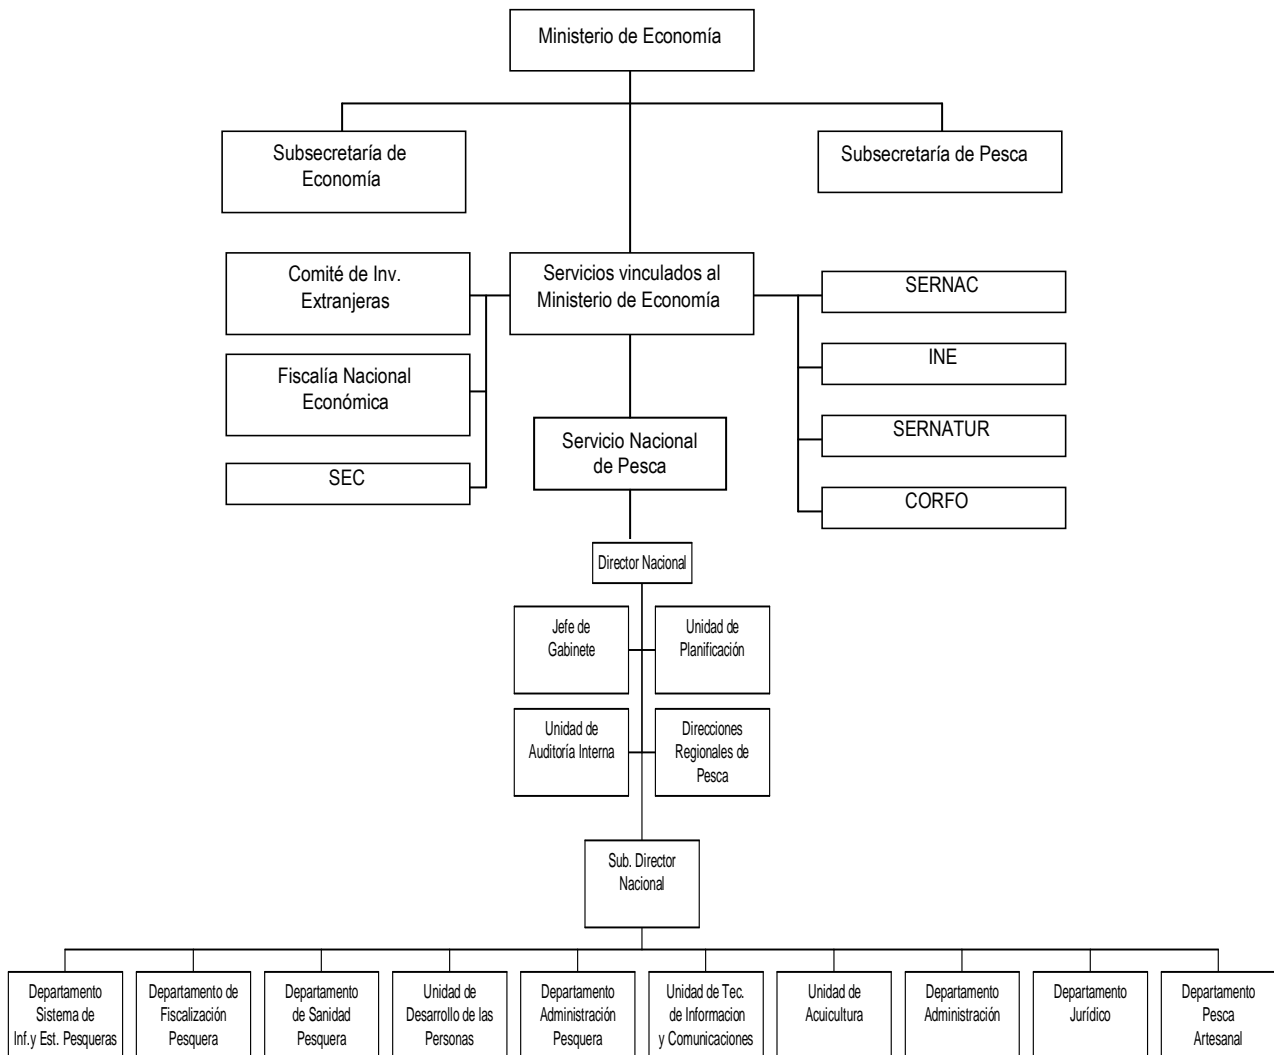 Ministerio de Economía
Subsecretaría de
Economía
Subsecretaría de Pesca
Comité de Inv.
Extranjeras
Servicios vinculados al
Ministerio de Economía
SERNAC
INE
Fiscalía Nacional
Económica
SERNATUR
Servicio Nacional
de Pesca
SEC
CORFO
Director Nacional
Jefe de
Gabinete
Unidad de
Planificación
Unidad de
Auditoría Interna
Direcciones
Regionales de
Pesca
Sub. Director
Nacional
Departamento
Sistema de
Inf.y Est. Pesqueras
Departamento de
Fiscalización
Pesquera
Departamento
de Sanidad
Pesquera
Unidad de
Desarrollo de las
Personas
Departamento
Administración
Pesquera
Unidad de Tec.
de Informacion
y Comunicaciones
Unidad de
Acuicultura
Departamento
Administración
Departamento
Jurídico
Departamento
Pesca
Artesanal